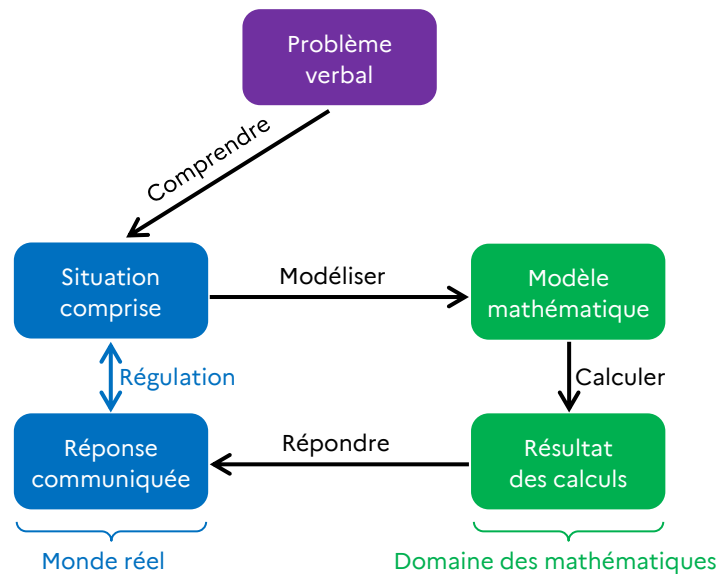 Problème
verbal
Comprendre
Situation
comprise
Modéliser
Modèle
mathématique
Régulation
Calculer
Réponse
communiquée
Répondre
Résultat
des calculs
Monde réel
Domaine des mathématiques